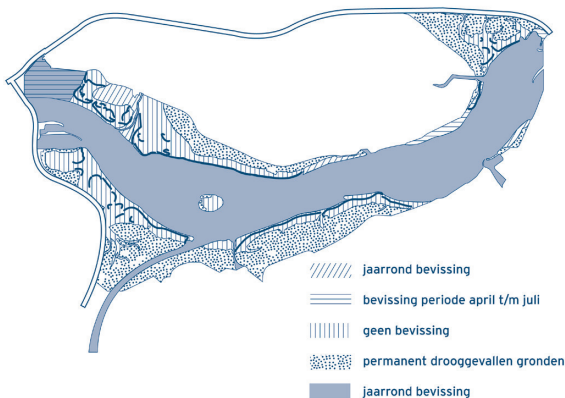 jaarrond bevissing
bevissing periode april t/m juli
geen bevissing
permanent drooggevallen gronden
jaarrond bevissing